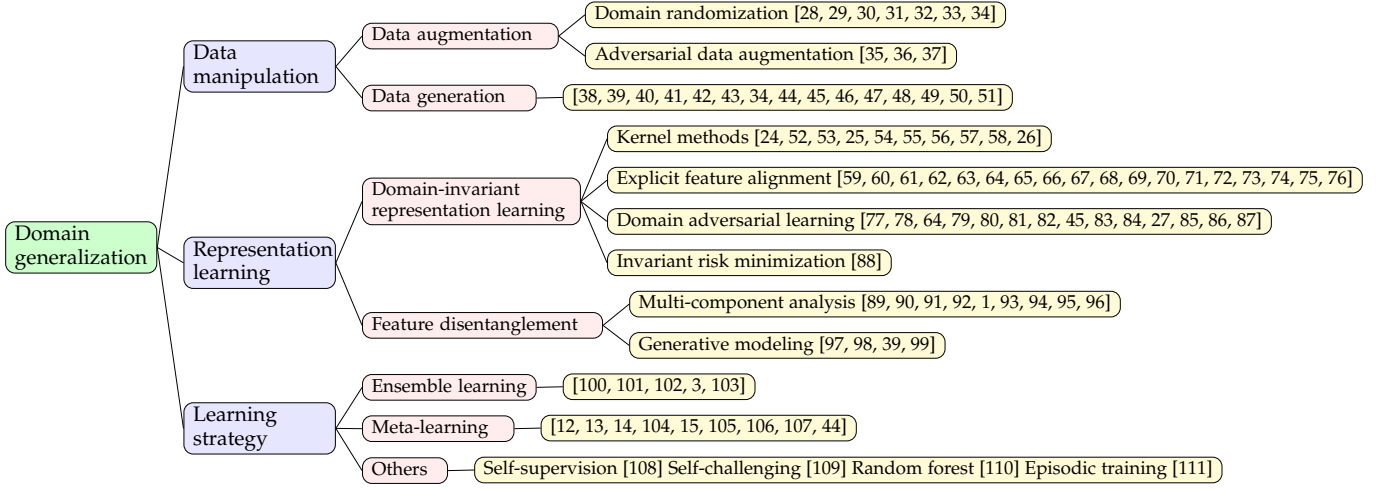 Domain
generalization
Data
manipulation
Data augmentation
Domain randomization [28, 29, 30, 31, 32, 33, 34]
Adversarial data augmentation [35, 36, 37]
Data generation
[38, 39, 40, 41, 42, 43, 34, 44, 45, 46, 47, 48, 49, 50, 51]
Representation
learning
Domain-invariant
representation learning
Kernel methods [24, 52, 53, 25, 54, 55, 56, 57, 58, 26]
Explicit feature alignment [59, 60, 61, 62, 63, 64, 65, 66, 67, 68, 69, 70, 71, 72, 73, 74, 75, 76]
Domain adversarial learning [77, 78, 64, 79, 80, 81, 82, 45, 83, 84, 27, 85, 86, 87]
Invariant risk minimization [88]
Feature disentanglement
Multi-component analysis [89, 90, 91, 92, 1, 93, 94, 95, 96]
Generative modeling [97, 98, 39, 99]
Learning
strategy
Ensemble learning
[100, 101, 102, 3, 103]
Meta-learning
[12, 13, 14, 104, 15, 105, 106, 107, 44]
Others
Self-supervision [108] Self-challenging [109] Random forest [110] Episodic training [111]